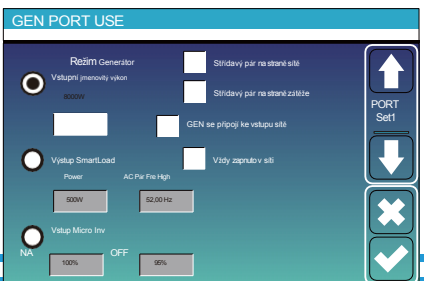 GEN PORT USE
Režim Generátor
Střídavý pár na straně sítě
Vstupní jmenovitý výkon
8000W
Střídavý pár na straně zátěže
PORT
Set1
GEN se připojí ke vstupu sítě
Výstup SmartLoad
Vždy zapnuto v síti
Power
AC Pár Fre High
500W
52,00 Hz
Vstup Micro Inv
NA
OFF
100%
95%